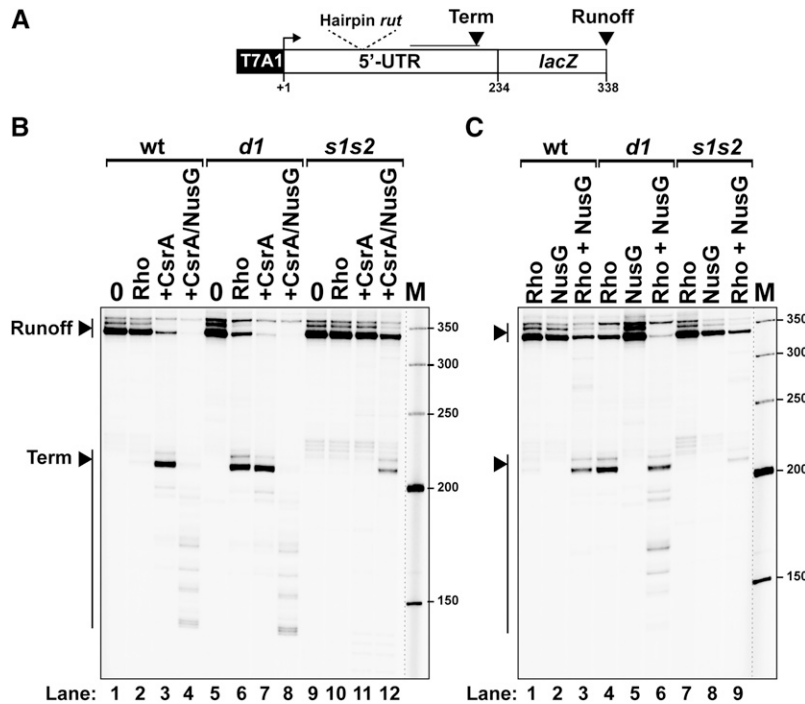 A
Hairpin rut
Term
Runoff
T7A1
5'-UTR
lacZ
+1
234
338
B
wt
d1
s1s2
0
Rho
+CsrA
+CsrA/NusG
0
Rho
+CsrA
+CsrA/NusG
0
Rho
+CsrA
+CsrA/NusG
M
Runoff
Term
350
300
250
200
150
Lane: 1 2 3 4 5 6 7 8 9 10 11 12
C
wt
d1
s1s2
Rho
NusG
Rho + NusG
Rho
NusG
Rho + NusG
Rho
NusG
Rho + NusG
M
350
300
250
200
150
Lane: 1 2 3 4 5 6 7 8 9